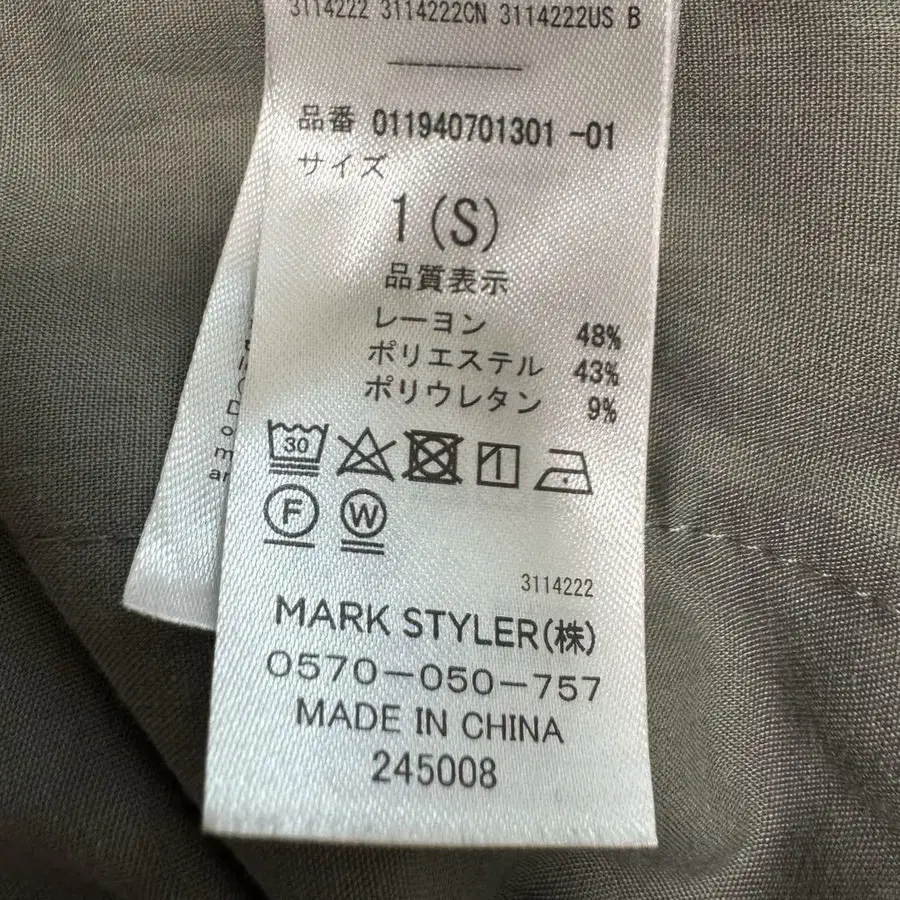 3114222 3114222CN 3114222US B
品番 011940701301 -01
サイズ
1(S)
品質表示
レーヨン 48%
ポリエステル 43%
ポリウレタン 9%
30
F W
3114222
MARK STYLER(株)
0570-050-757
MADE IN CHINA
245008